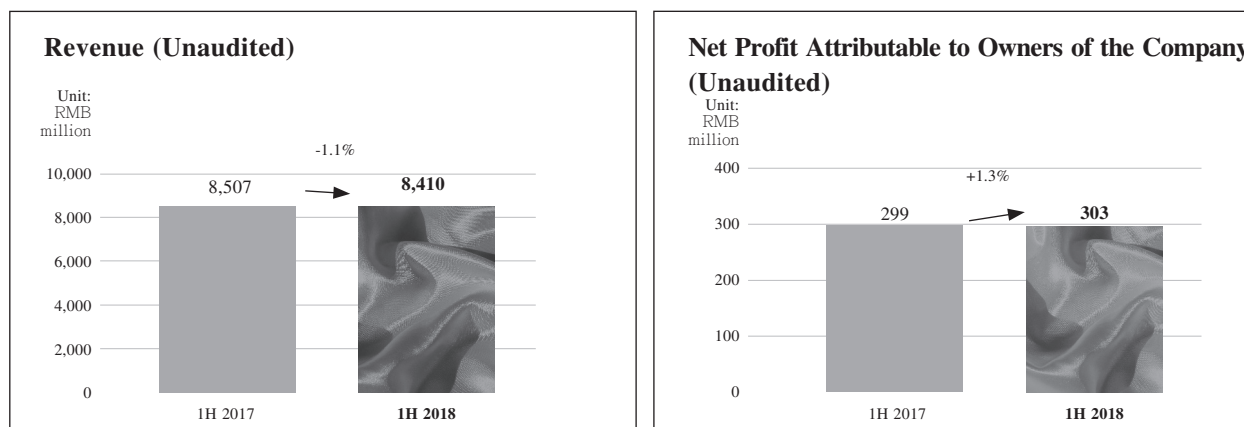 Revenue (Unaudited)
Unit:
RMB
million
-1.1%
10,000
8,507
8,410
8,000
6,000
4,000
2,000
0
1H 2017
1H 2018
Net Profit Attributable to Owners of the Company
(Unaudited)
Unit:
RMB
million
400
+1.3%
299
303
300
200
100
0
1H 2017
1H 2018